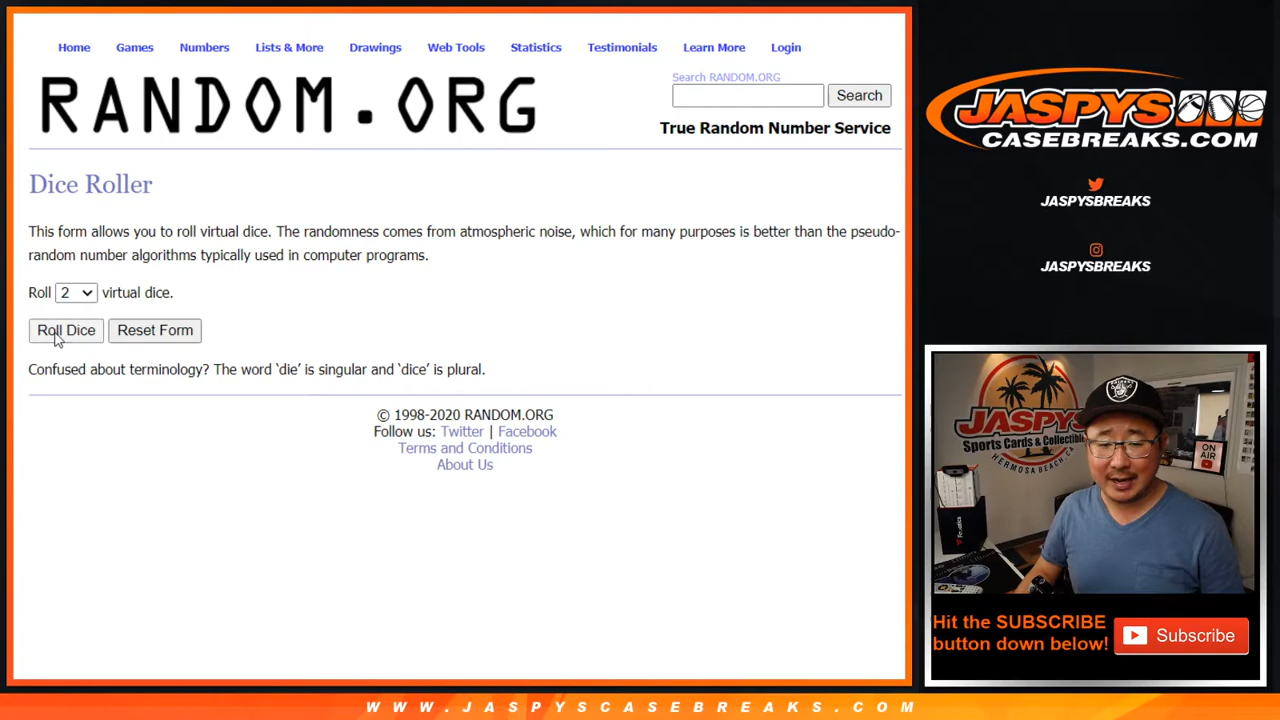 Home Games Numbers Lists & More Drawings Web Tools Statistics Testimonials Learn More Login
RANDOM.ORG
Search RANDOM.ORG
Search
True Random Number Service
Dice Roller
This form allows you to roll virtual dice. The randomness comes from atmospheric noise, which for many purposes is better than the pseudo-
random number algorithms typically used in computer programs.
Roll 2 virtual dice.
Roll Dice Reset Form
Confused about terminology? The word ‘die’ is singular and ‘dice’ is plural.
© 1998-2020 RANDOM.ORG
Follow us: Twitter | Facebook
Terms and Conditions
About Us
JASPYS
CASEBREAKS.COM
JASPYSBREAKS
JASPYSBREAKS
JASPYS
Sports Cards & Collectible
HERMOSA BEACH CA
RAIDERS
ON
AIR
Fanatics
Hit the SUBSCRIBE
button down below!
Subscribe
WWW.JASPYSCASEBREAKS.COM